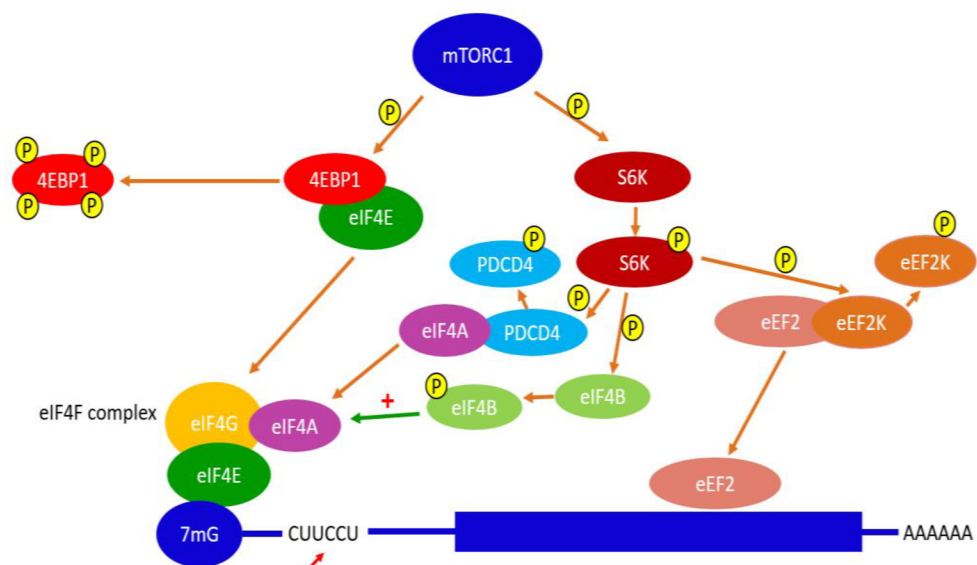 mTORC1
P
P
P
P
4EBP1
P
P
4EBP1
eIF4E
S6K
P
S6K
P
PDCD4
P
P
eEF2K
P
eIF4A
PDCD4
P
eEF2
eEF2K
eIF4F complex
eIF4G
eIF4A
+
P
eIF4B
eIF4B
eIF4E
eEF2
7mG
CUUCCU
AAAAAA